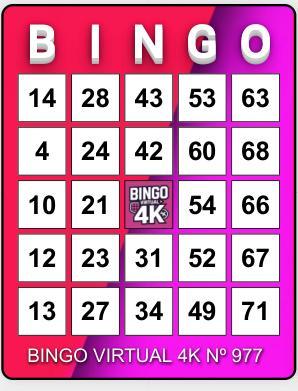 B I N G O
14 28 43 53 63
4 24 42 60 68
10 21 BINGO VIRTUAL 4K 54 66
12 23 31 52 67
13 27 34 49 71
BINGO VIRTUAL 4K Nº 977